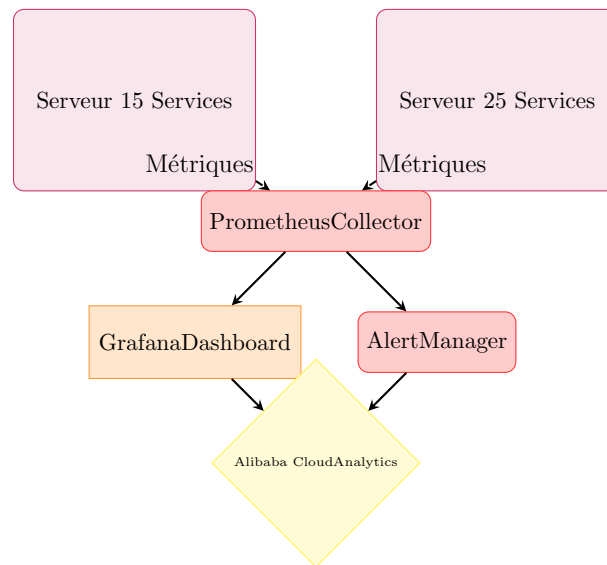 Serveur 15 Services
Serveur 25 Services
Métriques
Métriques
PrometheusCollector
GrafanaDashboard
AlertManager
Alibaba CloudAnalytics